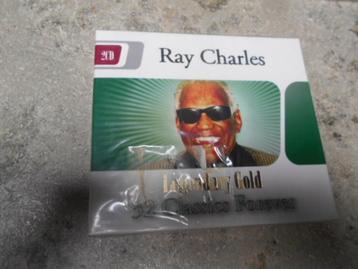 2CD
Ray Charles
Legendary Gold
32 Classics Forever